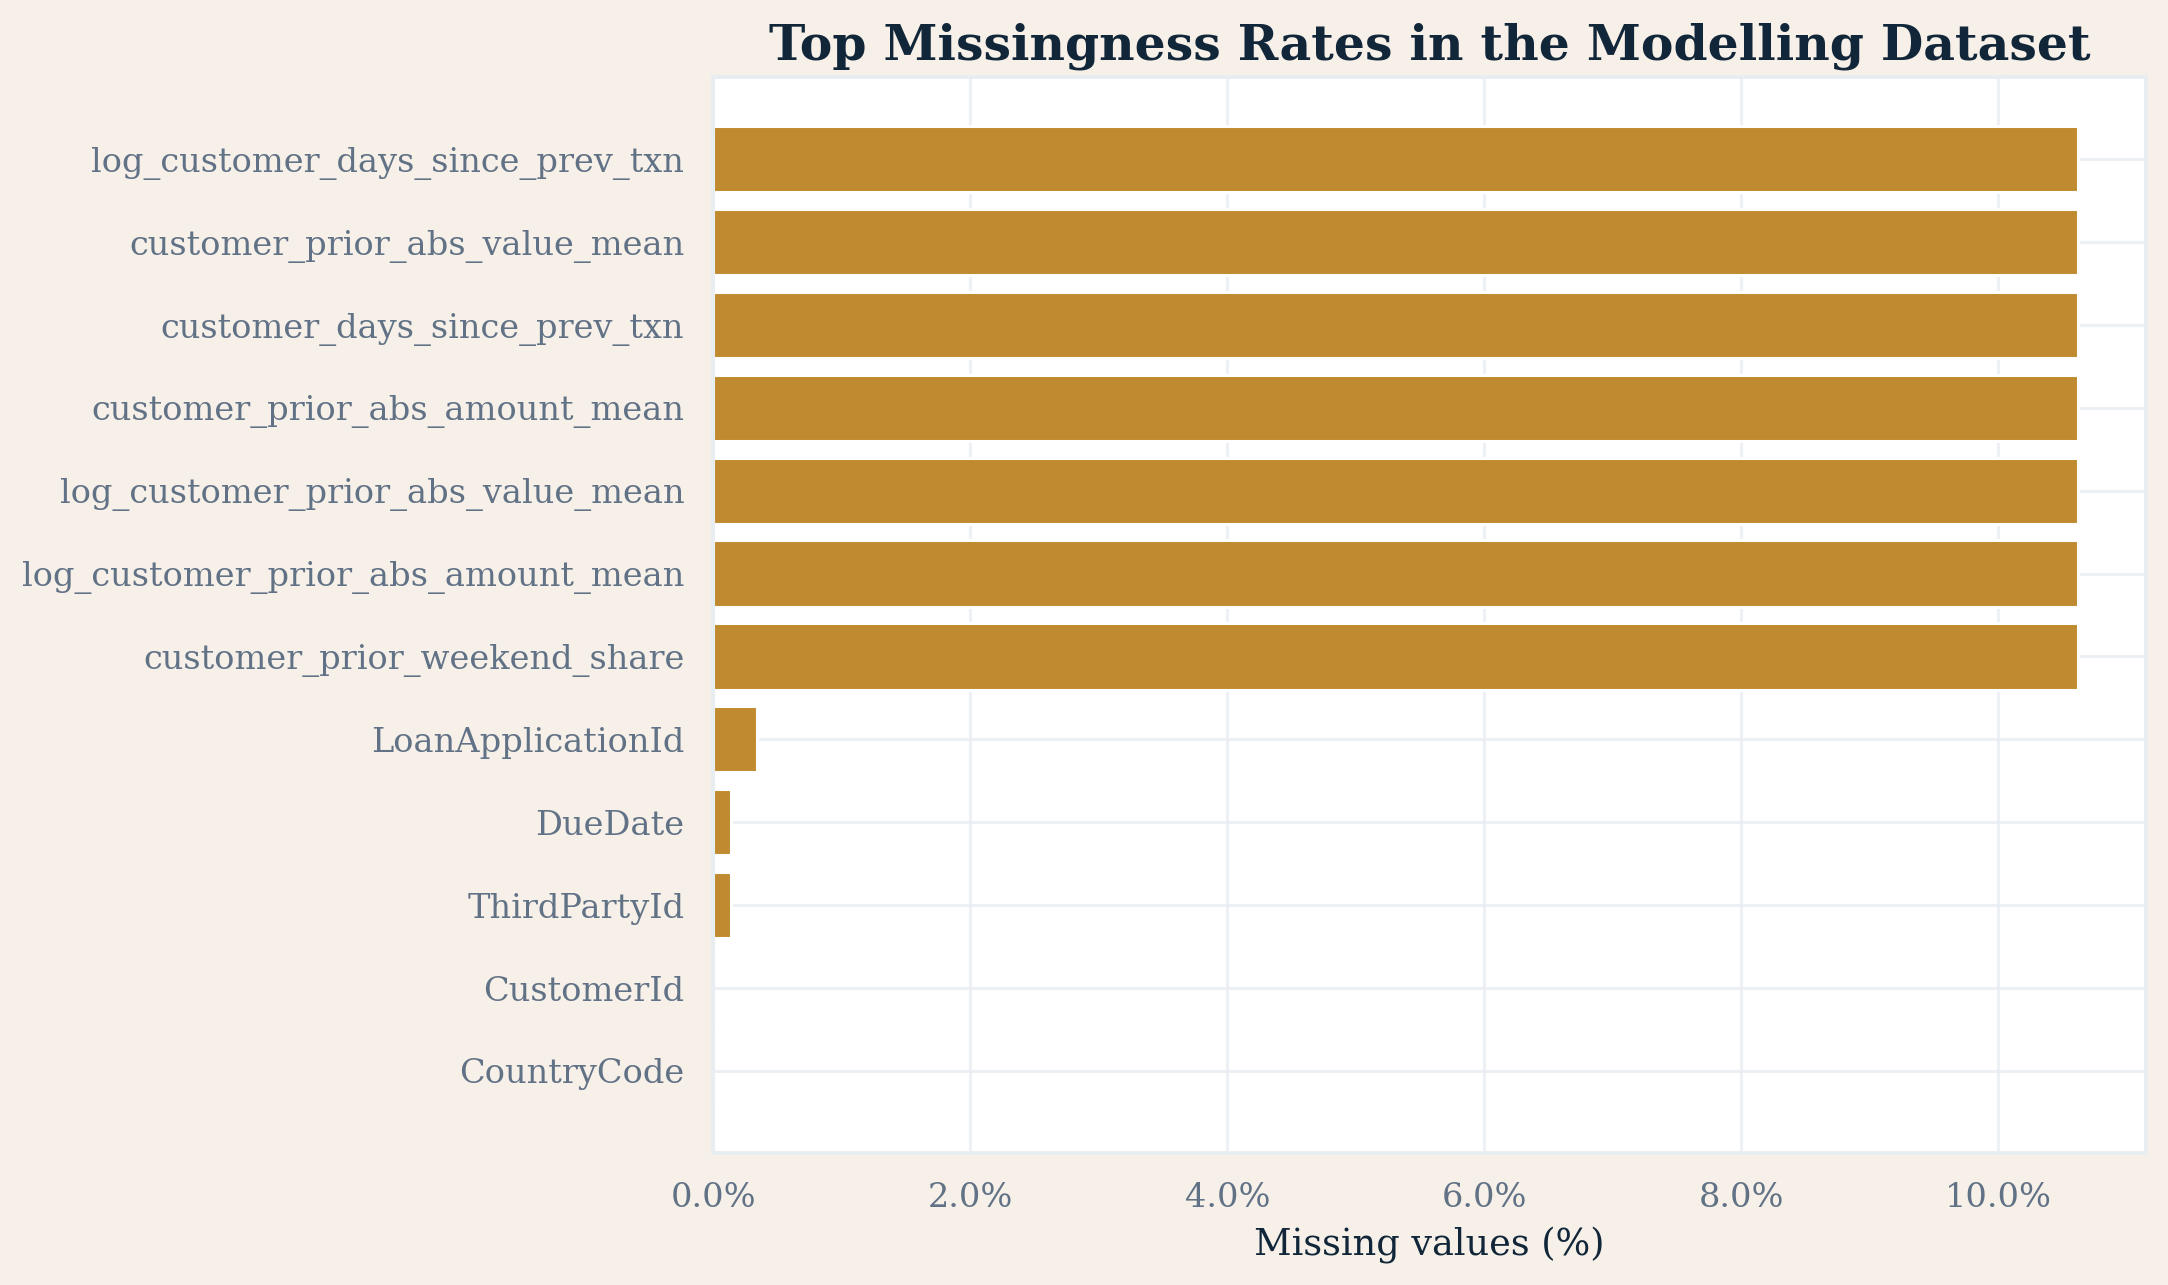 Top Missingness Rates in the Modelling Dataset
log_customer_days_since_prev_txn
customer_prior_abs_value_mean
customer_days_since_prev_txn
customer_prior_abs_amount_mean
log_customer_prior_abs_value_mean
log_customer_prior_abs_amount_mean
customer_prior_weekend_share
LoanApplicationId
DueDate
ThirdPartyId
CustomerId
CountryCode
0.0% 2.0% 4.0% 6.0% 8.0% 10.0%
Missing values (%)